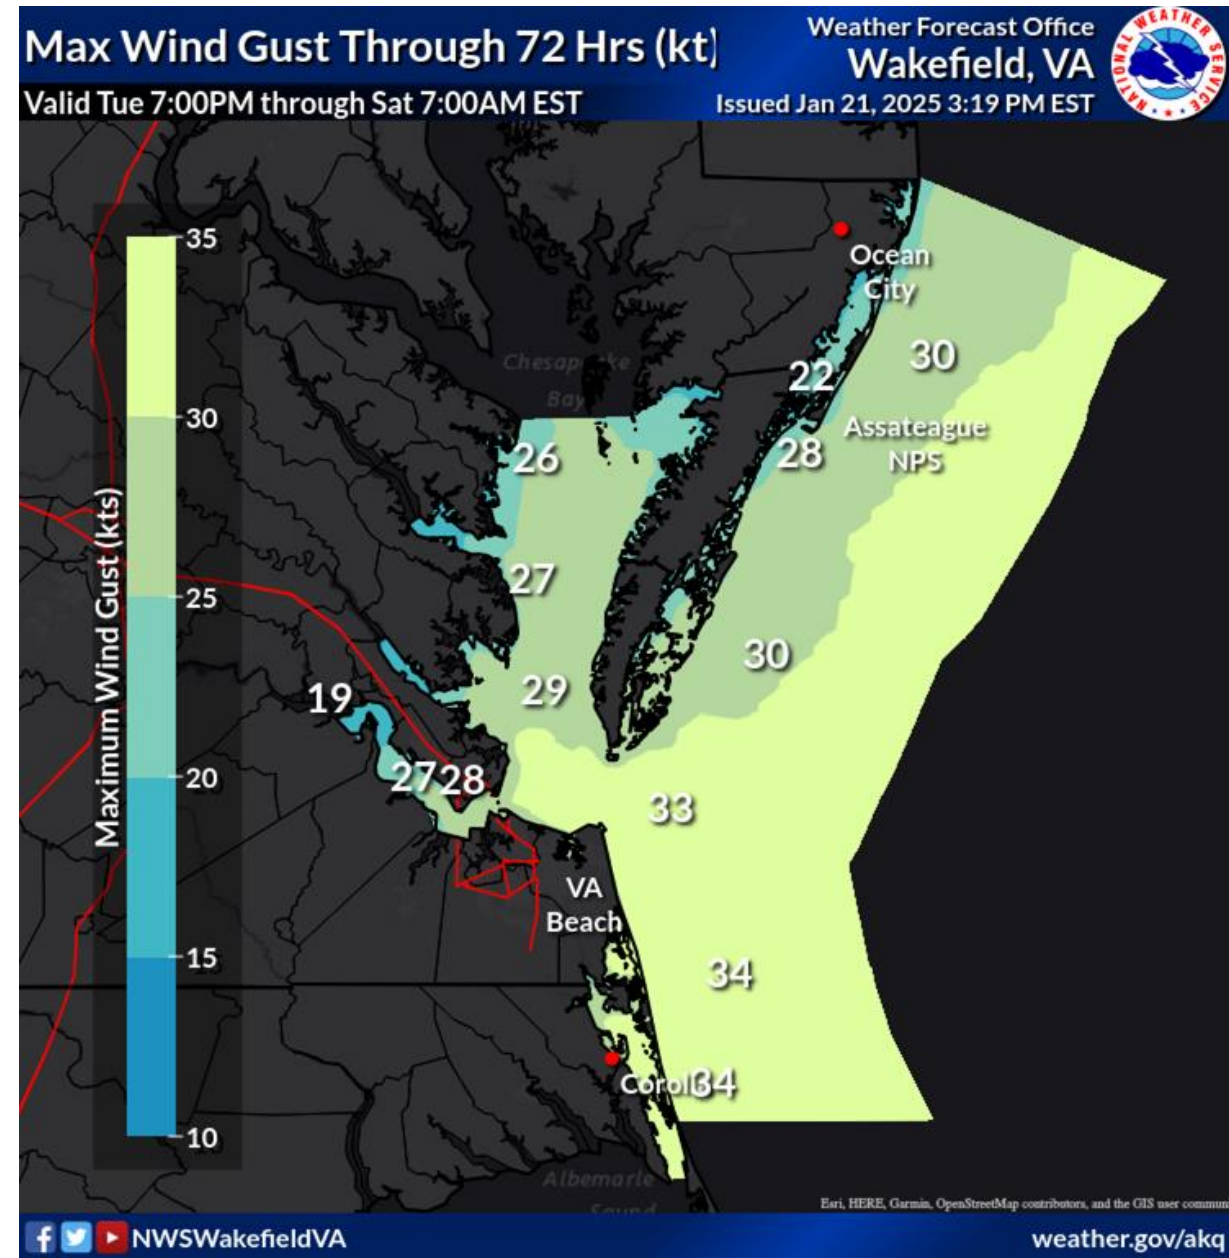 Max Wind Gust Through 72 Hrs (kt)
Valid Tue 7:00PM through Sat 7:00AM EST
Weather Forecast Office
Wakefield, VA
Issued Jan 21, 2025 3:19 PM EST
NATIONAL WEATHER SERVICE
Maximum Wind Gust (kts)
35
30
25
20
15
10
Ocean
City
Chesapeake
Bay
30
22
Assateague
NPS
28
26
27
30
29
19
27
28
33
VA
Beach
34
Corolla
34
Albemarle
Sound
Esri, HERE, Garmin, OpenStreetMap contributors, and the GIS user commun
NWSWakefieldVA
weather.gov/akq